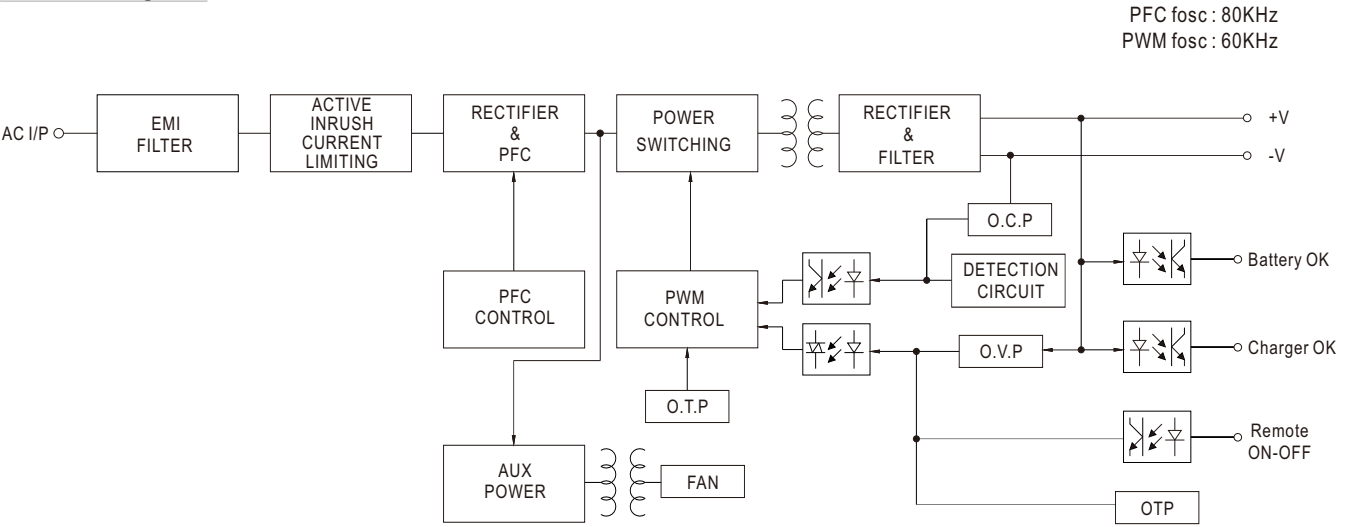 PFC fosc : 80KHz
PWM fosc : 60KHz
AC I/P
EMI
FILTER
ACTIVE
INRUSH
CURRENT
LIMITING
RECTIFIER
&
PFC
POWER
SWITCHING
RECTIFIER
&
FILTER
+V
-V
O.C.P
DETECTION
CIRCUIT
Battery OK
PFC
CONTROL
PWM
CONTROL
O.V.P
Charger OK
O.T.P
Remote
ON-OFF
AUX
POWER
FAN
OTP